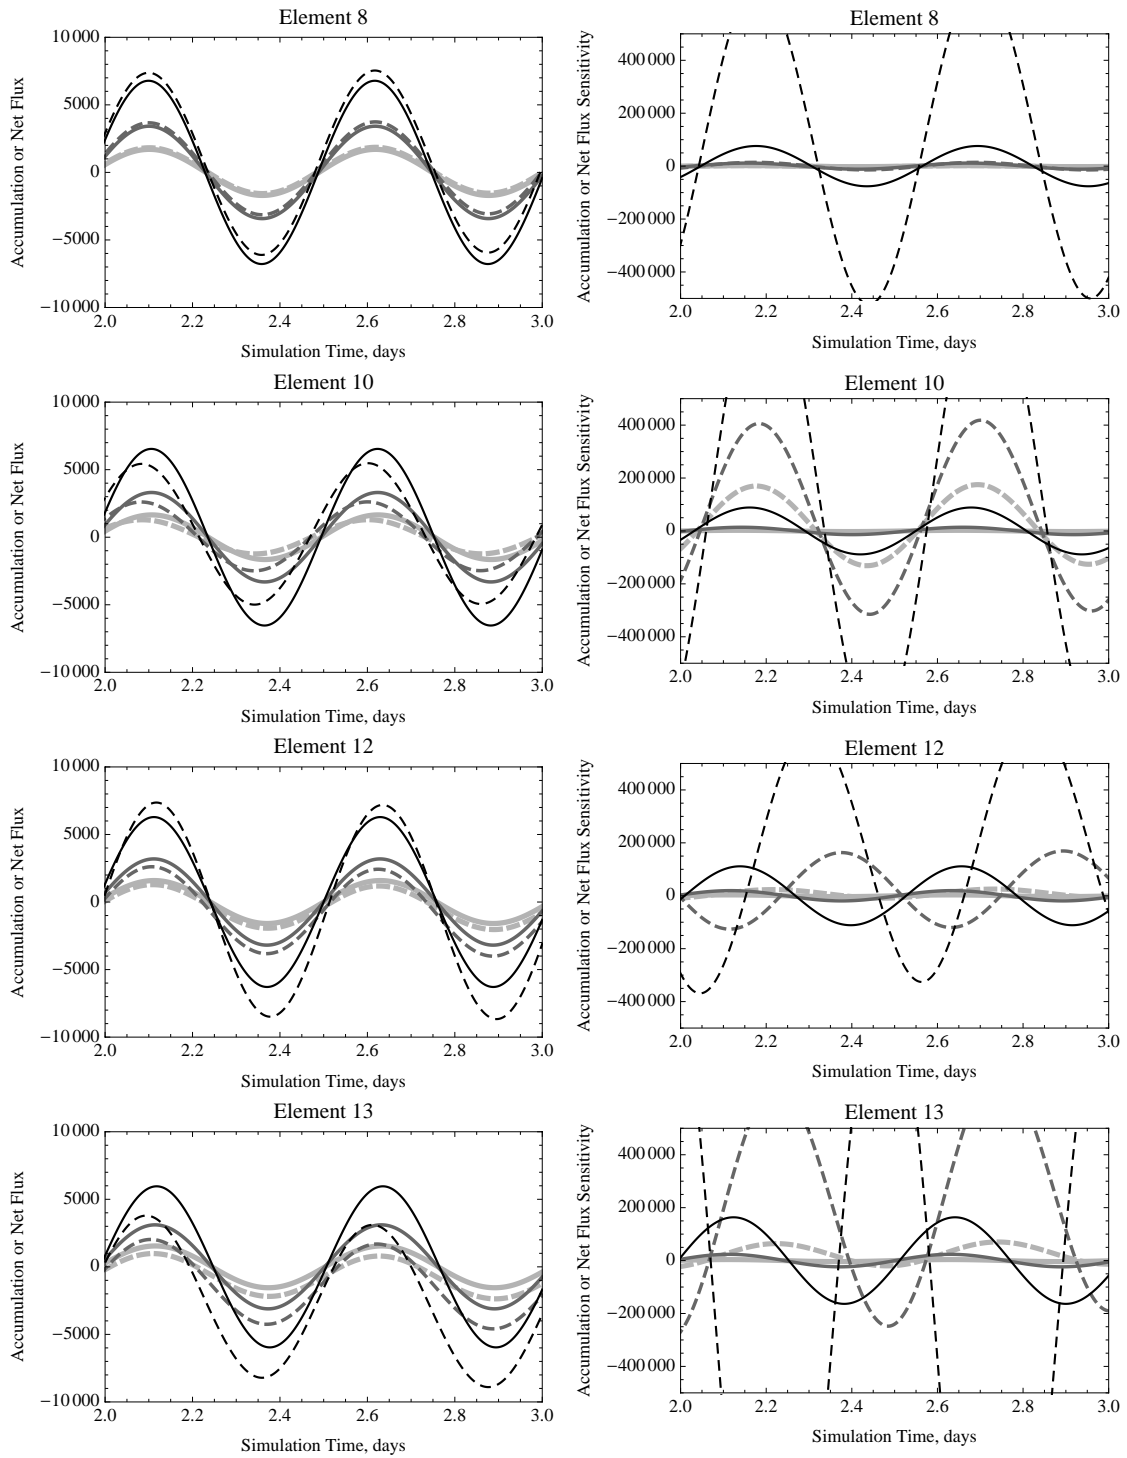 Element 8
Accumulation or Net Flux
10 000
5000
0
−5000
−10 000
2.0 2.2 2.4 2.6 2.8 3.0
Simulation Time, days
Element 8
Accumulation or Net Flux Sensitivity
400 000
200 000
0
−200 000
−400 000
2.0 2.2 2.4 2.6 2.8 3.0
Simulation Time, days
Element 10
Accumulation or Net Flux
10 000
5000
0
−5000
−10 000
2.0 2.2 2.4 2.6 2.8 3.0
Simulation Time, days
Element 10
Accumulation or Net Flux Sensitivity
400 000
200 000
0
−200 000
−400 000
2.0 2.2 2.4 2.6 2.8 3.0
Simulation Time, days
Element 12
Accumulation or Net Flux
10 000
5000
0
−5000
−10 000
2.0 2.2 2.4 2.6 2.8 3.0
Simulation Time, days
Element 12
Accumulation or Net Flux Sensitivity
400 000
200 000
0
−200 000
−400 000
2.0 2.2 2.4 2.6 2.8 3.0
Simulation Time, days
Element 13
Accumulation or Net Flux
10 000
5000
0
−5000
−10 000
2.0 2.2 2.4 2.6 2.8 3.0
Simulation Time, days
Element 13
Accumulation or Net Flux Sensitivity
400 000
200 000
0
−200 000
−400 000
2.0 2.2 2.4 2.6 2.8 3.0
Simulation Time, days